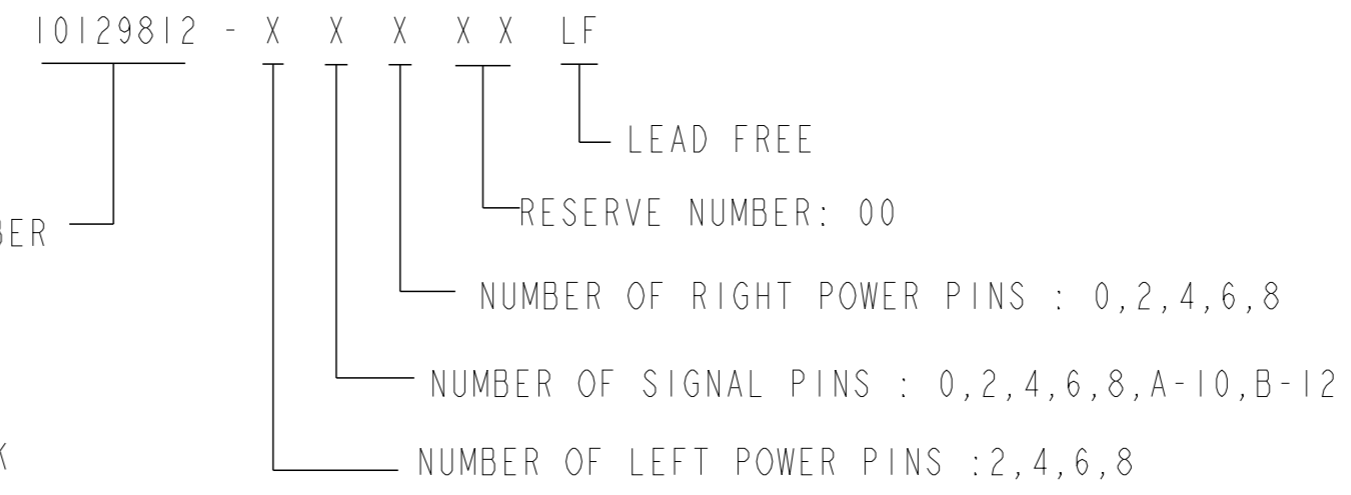 10129812 - X X X X X LF
LEAD FREE
RESERVE NUMBER: 00
BER
NUMBER OF RIGHT POWER PINS : 0,2,4,6,8
NUMBER OF SIGNAL PINS : 0,2,4,6,8,A-10,B-12
K
NUMBER OF LEFT POWER PINS :2,4,6,8